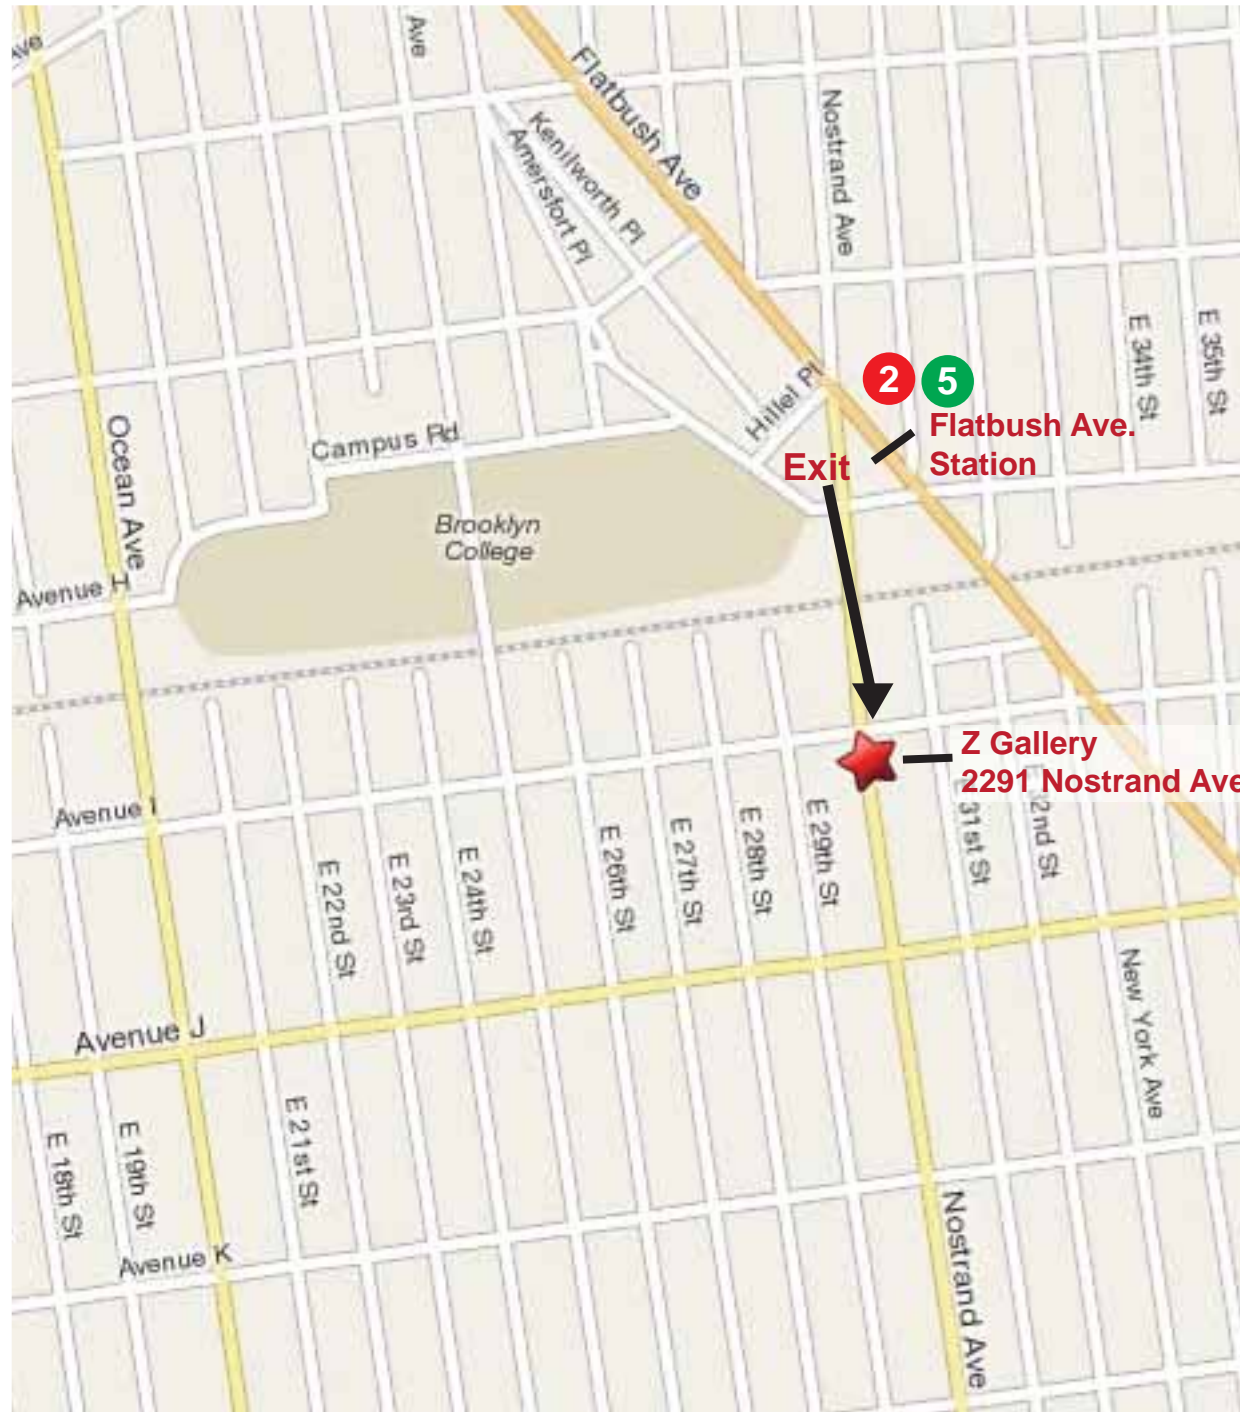 Ave
Ave
Flatbush Ave
Kenilworth Pl
Amersfort Pl
Nostrand Ave
E 34th St
E 35th St
2 5
Flatbush Ave.
Station
Hillel Pl
Exit
Campus Rd
Ocean Ave
Brooklyn
College
Avenue H
Z Gallery
2291 Nostrand Ave
Avenue I
E 22nd St
E 23rd St
E 24th St
E 26th St
E 27th St
E 28th St
E 29th St
31st St
2nd St
Avenue J
New York Ave
E 18th St
E 19th St
E 21st St
Avenue K
Nostrand Ave